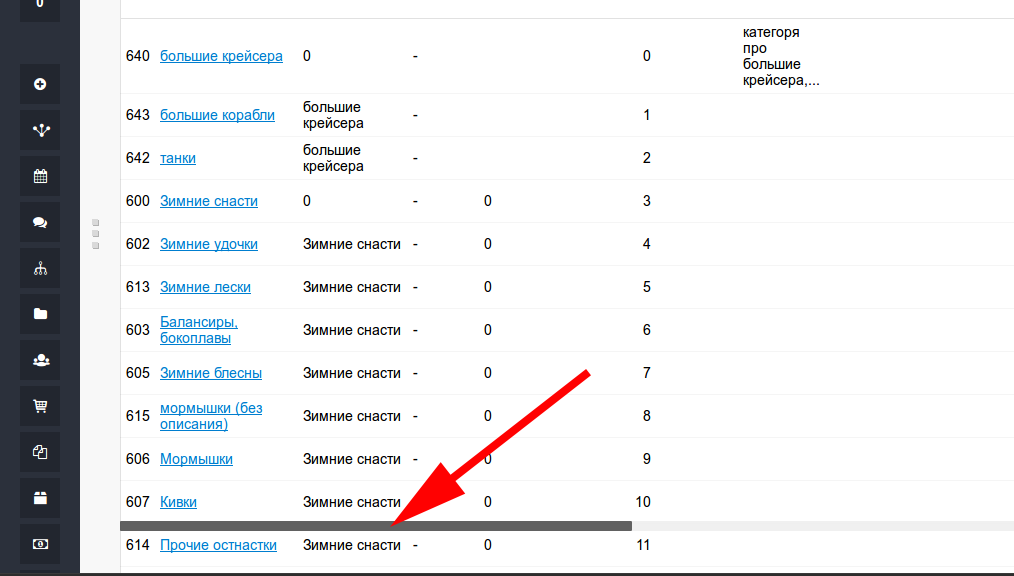 0
640 большие крейсера 0 - 0 категоря
про
большие
крейсера,...
643 большие корабли большие
крейсера - 1
642 танки большие
крейсера - 2
600 Зимние снасти 0 - 0 3
602 Зимние удочки Зимние снасти - 0 4
613 Зимние лески Зимние снасти - 0 5
603 Балансиры,
бокоплавы Зимние снасти - 0 6
605 Зимние блесны Зимние снасти - 0 7
615 мормышки (без
описания) Зимние снасти - 0 8
606 Мормышки Зимние снасти - 0 9
607 Кивки Зимние снасти 0 10
614 Прочие остнастки Зимние снасти - 0 11